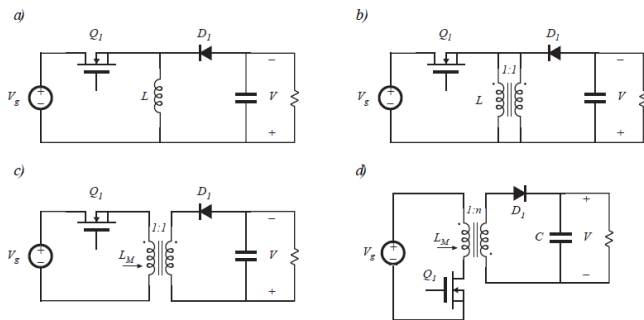 a)
Q1
D1
Vg
+
−
L
−
V
+
b)
Q1
D1
1:1
Vg
+
−
L
−
V
+
c)
Q1
D1
1:1
Vg
+
−
LM
−
V
+
d)
1:n
D1
Vg
+
−
LM
Q1
C
+
V
−